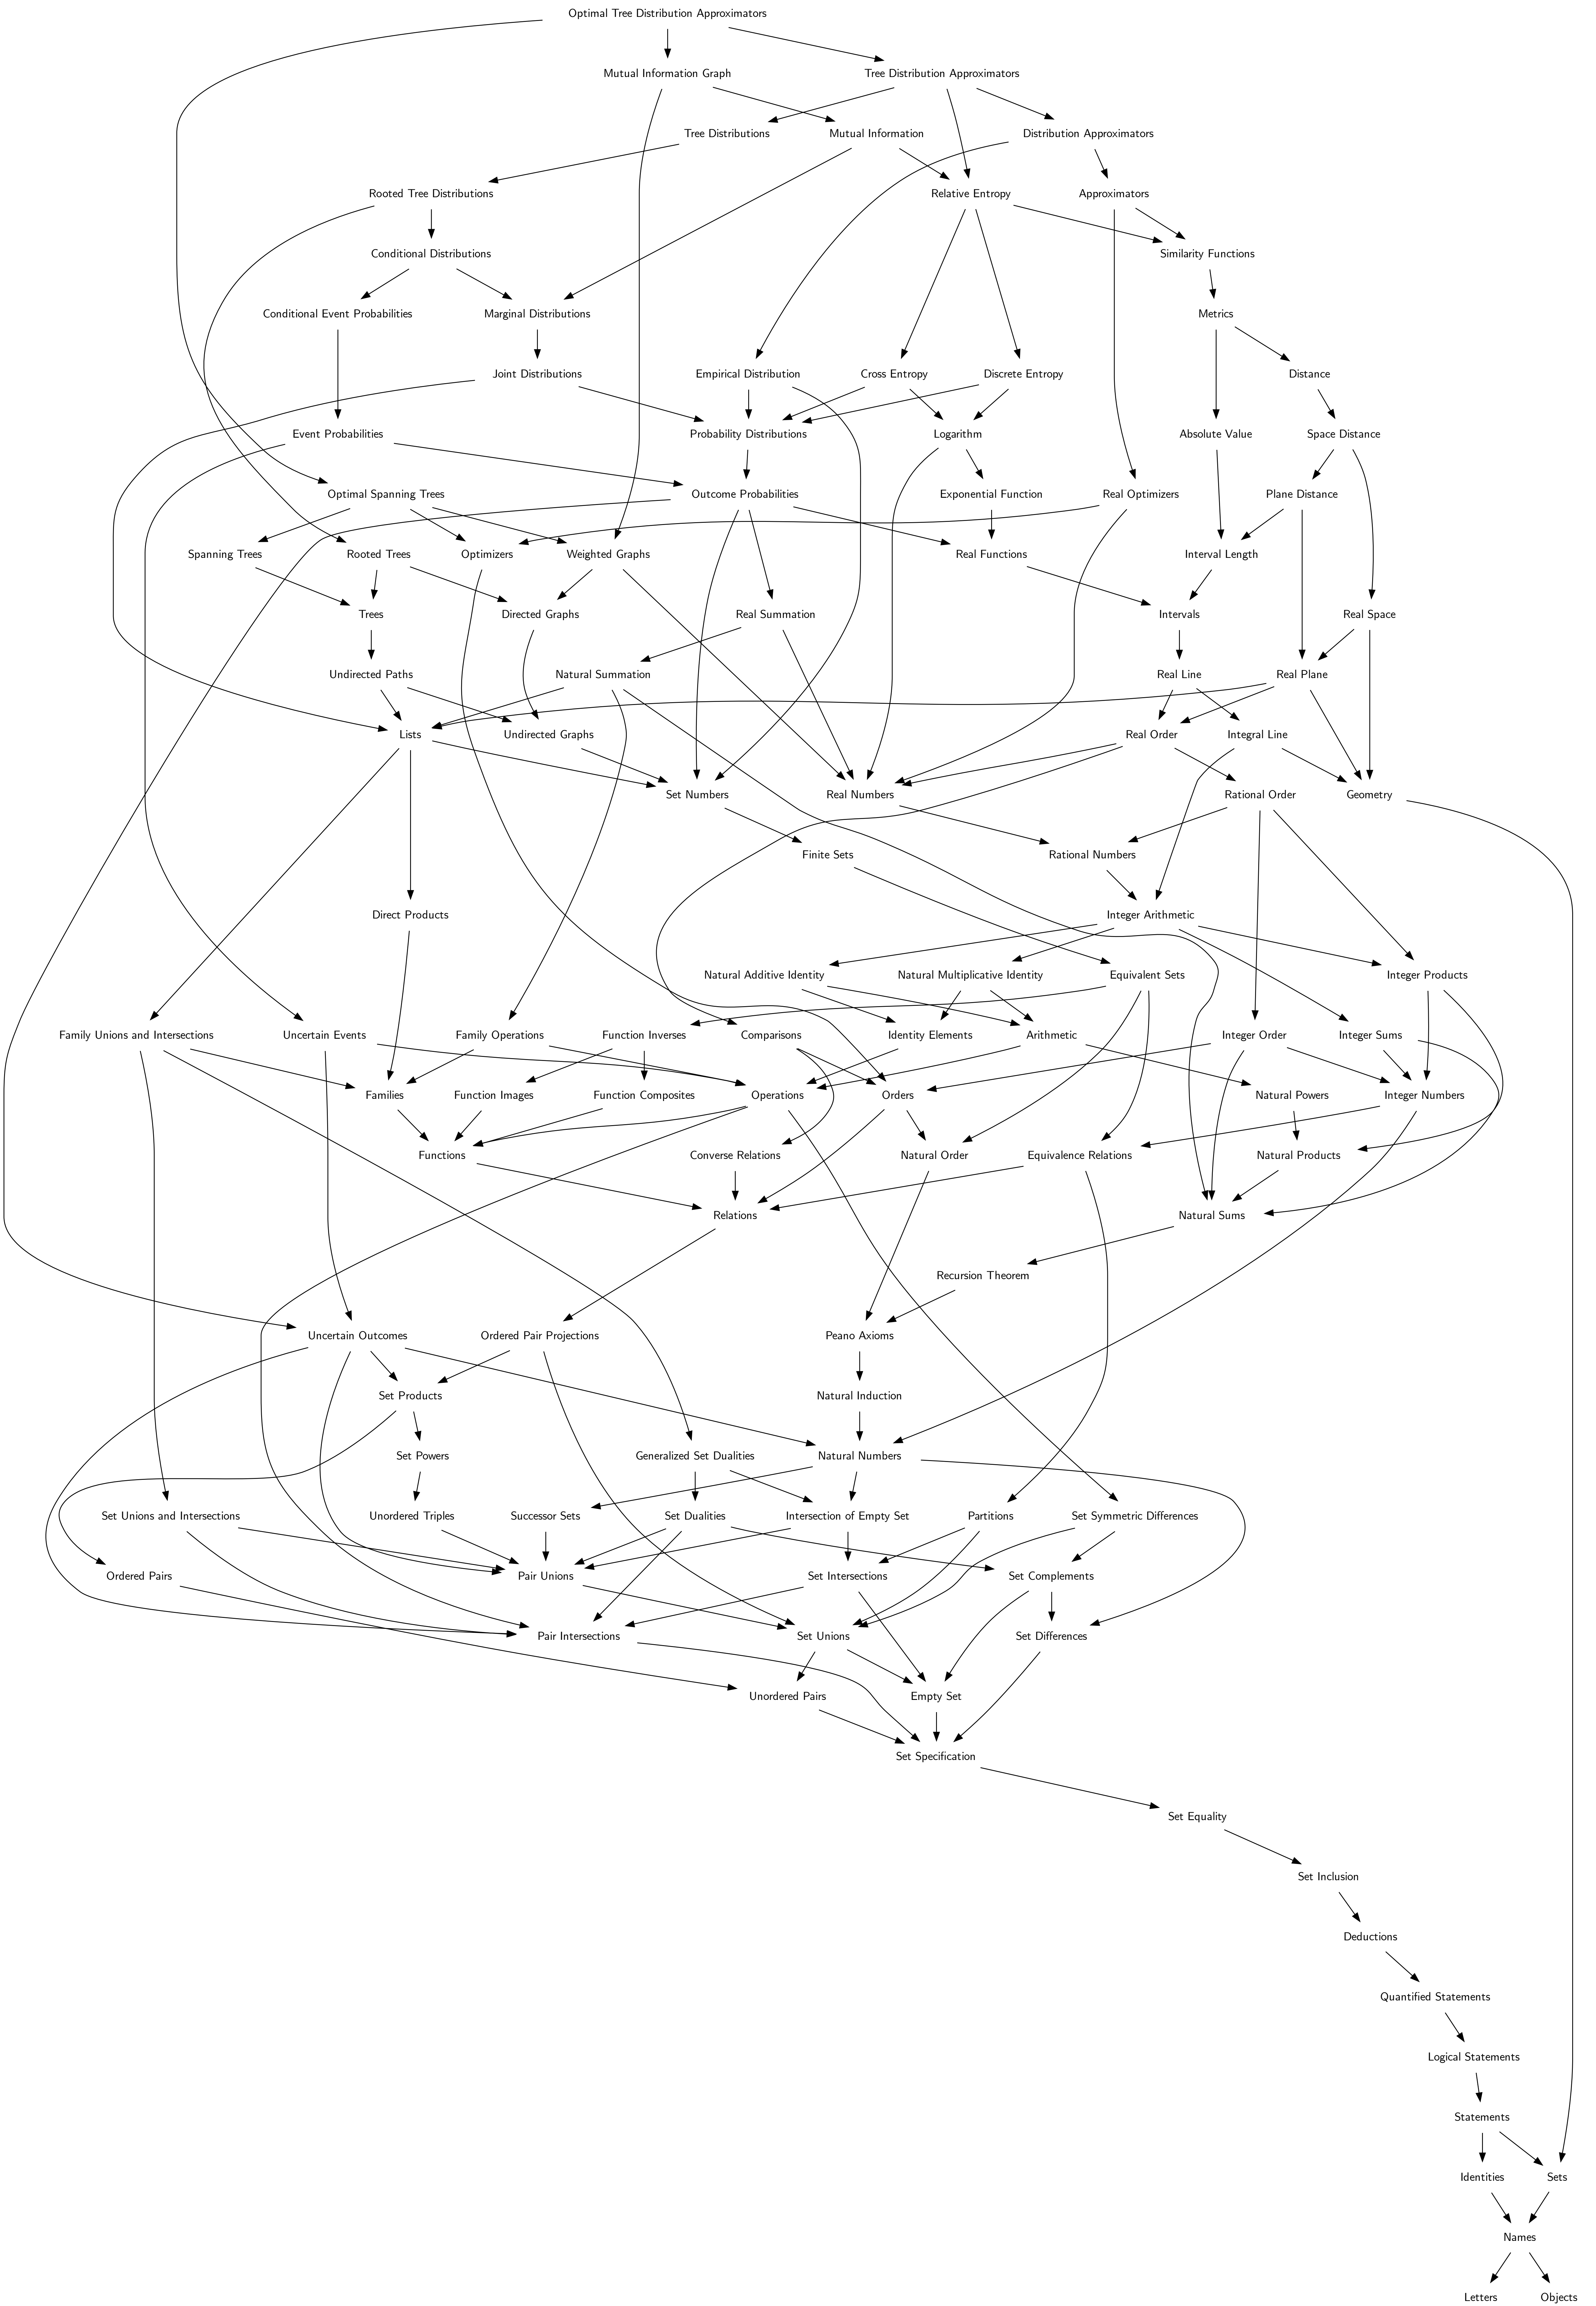 Optimal Tree Distribution Approximators
Mutual Information Graph
Tree Distribution Approximators
Tree Distributions
Mutual Information
Distribution Approximators
Rooted Tree Distributions
Relative Entropy
Approximators
Conditional Distributions
Similarity Functions
Conditional Event Probabilities
Marginal Distributions
Metrics
Joint Distributions
Empirical Distribution
Cross Entropy
Discrete Entropy
Distance
Event Probabilities
Probability Distributions
Logarithm
Absolute Value
Space Distance
Optimal Spanning Trees
Outcome Probabilities
Exponential Function
Real Optimizers
Plane Distance
Spanning Trees
Rooted Trees
Optimizers
Weighted Graphs
Real Functions
Interval Length
Trees
Directed Graphs
Real Summation
Intervals
Real Space
Undirected Paths
Natural Summation
Real Line
Real Plane
Lists
Undirected Graphs
Real Order
Integral Line
Set Numbers
Real Numbers
Rational Order
Geometry
Finite Sets
Rational Numbers
Direct Products
Integer Arithmetic
Natural Additive Identity
Natural Multiplicative Identity
Equivalent Sets
Integer Products
Family Unions and Intersections
Uncertain Events
Family Operations
Function Inverses
Comparisons
Identity Elements
Arithmetic
Integer Order
Integer Sums
Families
Function Images
Function Composites
Operations
Orders
Natural Powers
Integer Numbers
Functions
Converse Relations
Natural Order
Equivalence Relations
Natural Products
Relations
Natural Sums
Recursion Theorem
Uncertain Outcomes
Ordered Pair Projections
Peano Axioms
Set Products
Natural Induction
Set Powers
Generalized Set Dualities
Natural Numbers
Set Unions and Intersections
Unordered Triples
Successor Sets
Set Dualities
Intersection of Empty Set
Partitions
Set Symmetric Differences
Ordered Pairs
Pair Unions
Set Intersections
Set Complements
Pair Intersections
Set Unions
Set Differences
Unordered Pairs
Empty Set
Set Specification
Set Equality
Set Inclusion
Deductions
Quantified Statements
Logical Statements
Statements
Identities
Sets
Names
Letters
Objects